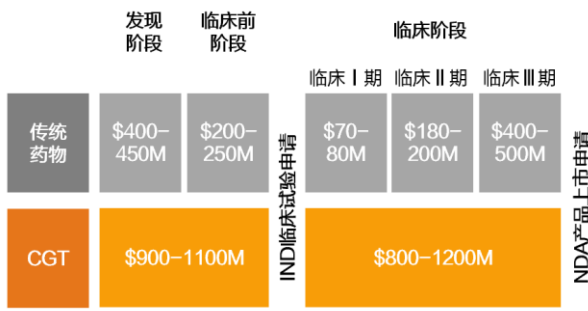 发现
阶段
临床前
阶段
临床阶段
临床Ⅰ期
临床Ⅱ期
临床Ⅲ期
传统
药物
$400-
450M
$200-
250M
IND临床试验申请
$70-
80M
$180-
200M
$400-
500M
NDA产品上市申请
CGT
$900-1100M
$800-1200M